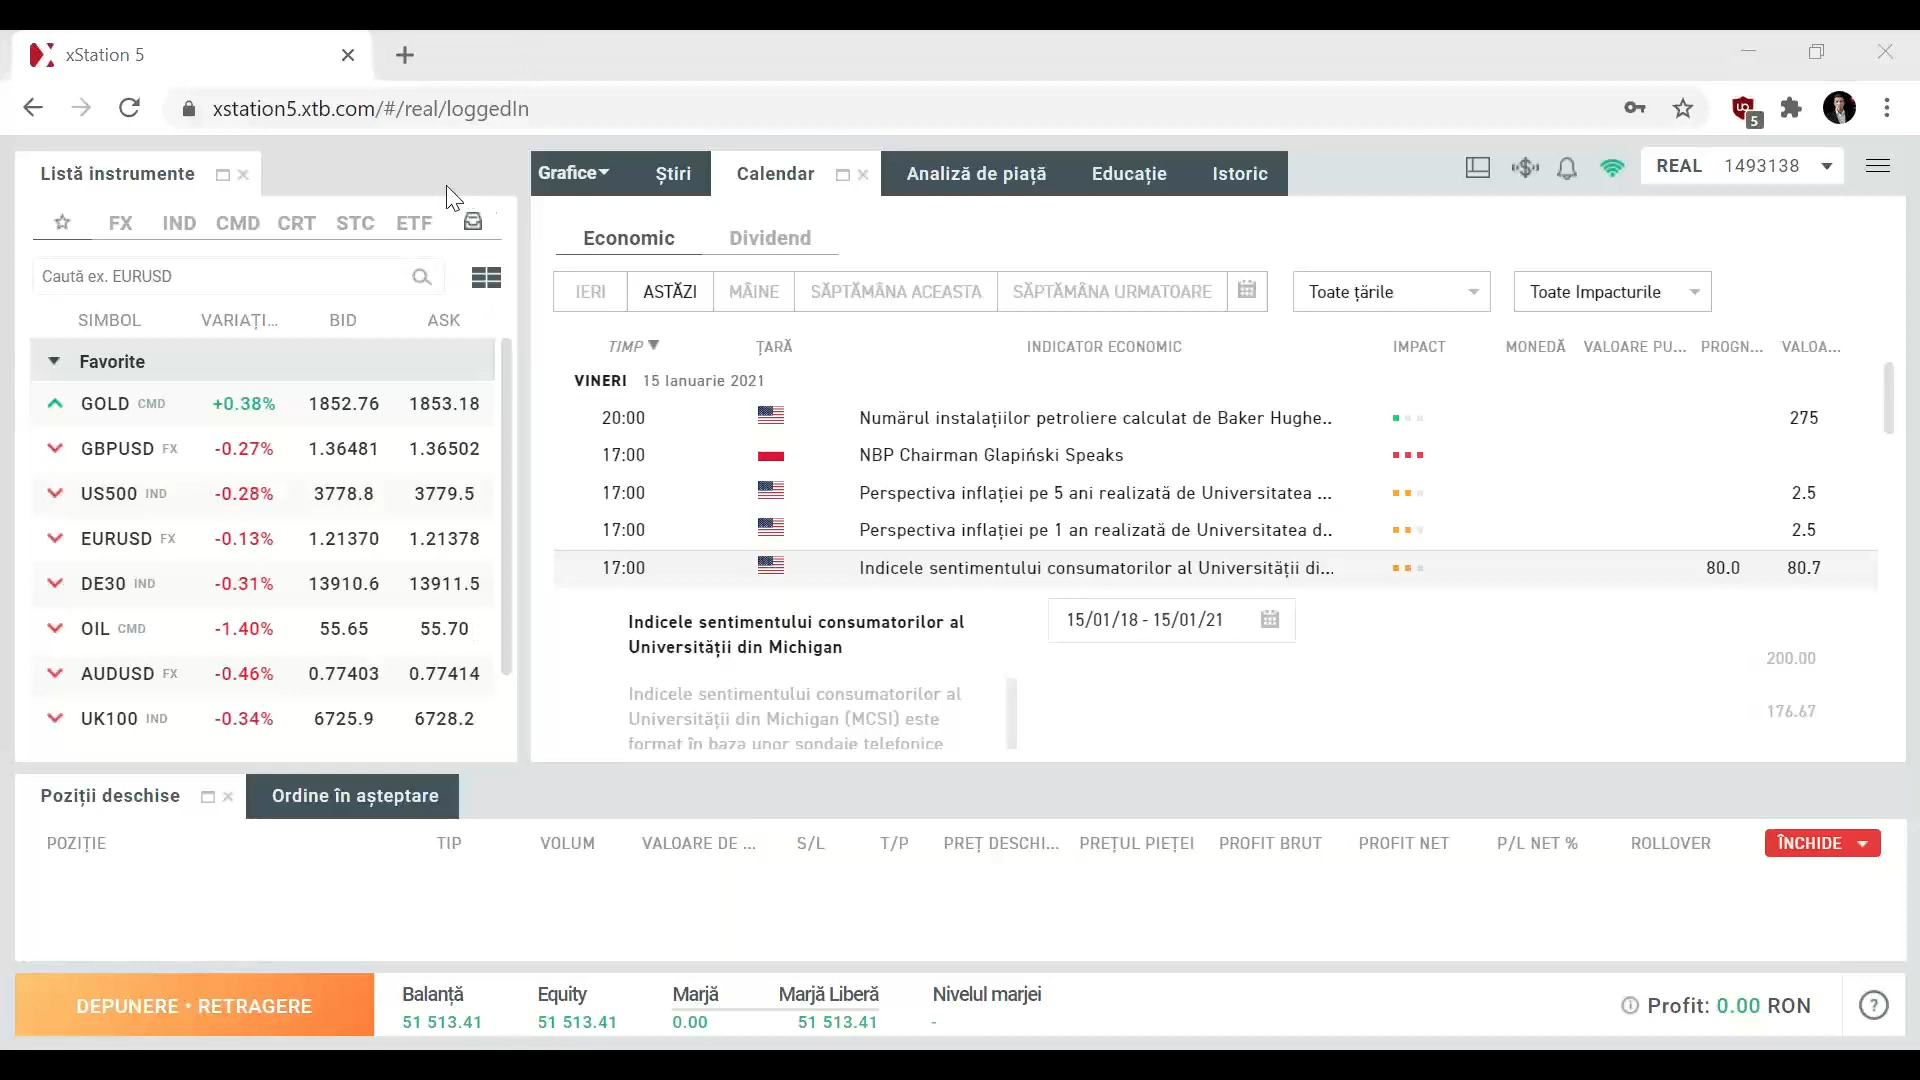 xStation 5
xstation5.xtb.com/#/real/loggedIn
5
Listă instrumente
Grafice
Știri
Calendar
Analiză de piață
Educație
Istoric
REAL 1493138
FX IND CMD CRT STC ETF
Caută ex. EURUSD
SIMBOL VARIAȚI... BID ASK
Favorite
GOLD CMD +0.38% 1852.76 1853.18
GBPUSD FX -0.27% 1.36481 1.36502
US500 IND -0.28% 3778.8 3779.5
EURUSD FX -0.13% 1.21370 1.21378
DE30 IND -0.31% 13910.6 13911.5
OIL CMD -1.40% 55.65 55.70
AUDUSD FX -0.46% 0.77403 0.77414
UK100 IND -0.34% 6725.9 6728.2
Economic Dividend
IERI ASTĂZI MÂINE SĂPTĂMÂNA ACEASTA SĂPTĂMÂNA URMATOARE
Toate țările
Toate Impacturile
TIMP ȚARĂ INDICATOR ECONOMIC IMPACT MONEDĂ VALOARE PU... PROGN... VALOA...
VINERI 15 Ianuarie 2021
20:00 Numărul instalațiilor petroliere calculat de Baker Hughe.. 275
17:00 NBP Chairman Glapiński Speaks
17:00 Perspectiva inflației pe 5 ani realizată de Universitatea ... 2.5
17:00 Perspectiva inflației pe 1 an realizată de Universitatea d.. 2.5
17:00 Indicele sentimentului consumatorilor al Universității di... 80.0 80.7
Indicele sentimentului consumatorilor al
Universității din Michigan
15/01/18 - 15/01/21
200.00
176.67
Indicele sentimentului consumatorilor al
Universității din Michigan (MCSI) este
format în baza unor sondaje telefonice
Poziții deschise
Ordine în așteptare
POZIȚIE TIP VOLUM VALOARE DE ... S/L T/P PREȚ DESCHI... PREȚUL PIEȚEI PROFIT BRUT PROFIT NET P/L NET % ROLLOVER ÎNCHIDE
DEPUNERE • RETRAGERE
Balanță Equity Marjă Marjă Liberă Nivelul marjei
51 513.41 51 513.41 0.00 51 513.41 -
Profit: 0.00 RON